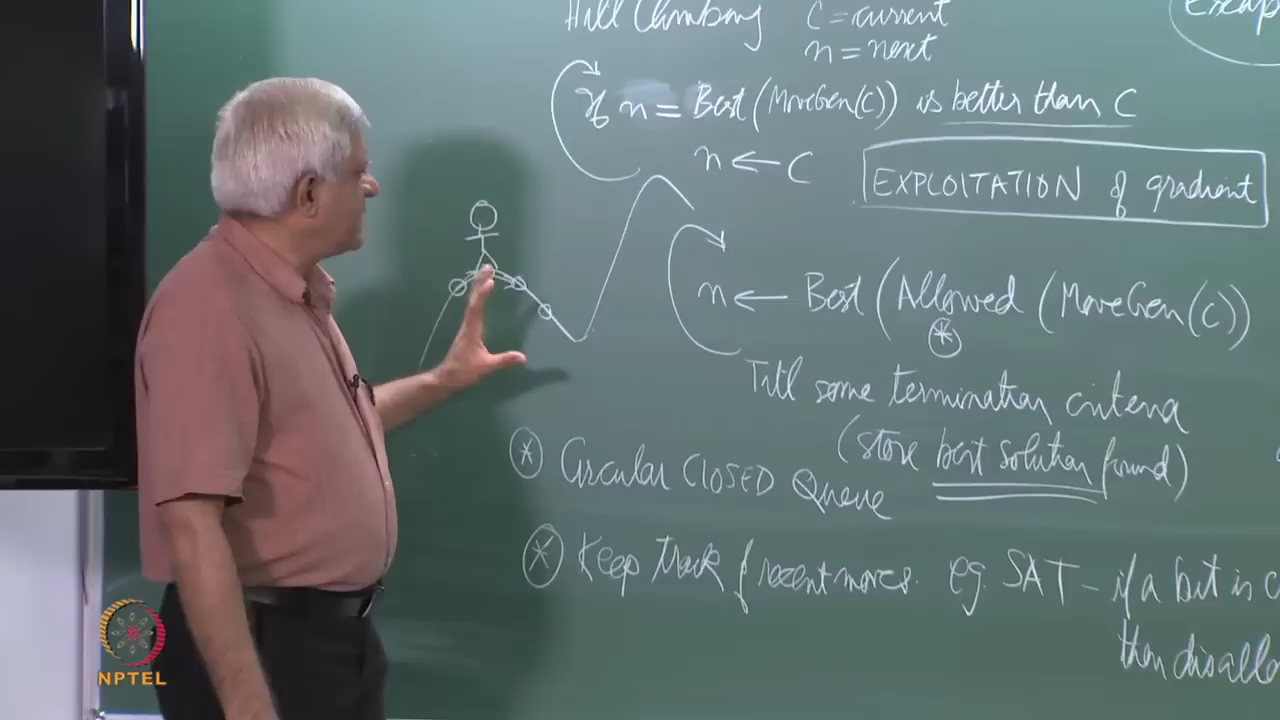 Hill Climbing C = current
n = next
Escap
If n = Best (MoveGen(C)) is better than C
n ← C
EXPLOITATION of gradient
n ← Best (Allowed (MoveGen(C))
*
Till some termination criteria
(store best solution found)
* Circular CLOSED Queue
* Keep track of recent moves. eg. SAT - if a bit is c
then disallo
NPTEL